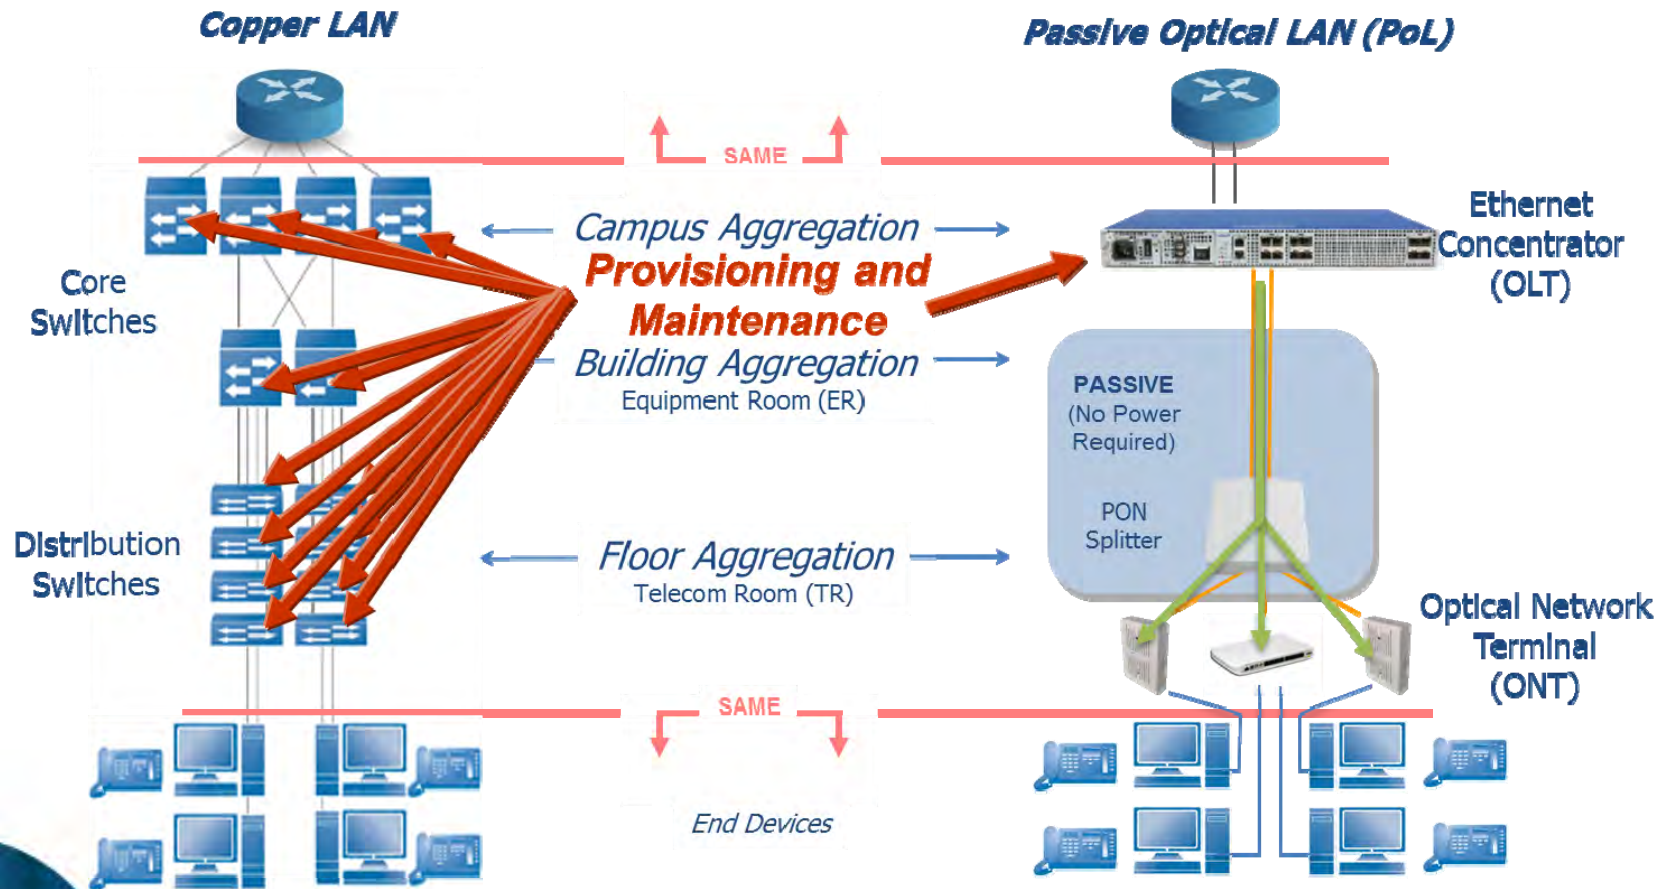 Copper LAN
Passive Optical LAN (PoL)
SAME
Campus Aggregation
Provisioning and
Maintenance
Building Aggregation
Equipment Room (ER)
Floor Aggregation
Telecom Room (TR)
SAME
End Devices
Core
Switches
Distribution
Switches
Ethernet
Concentrator
(OLT)
PASSIVE
(No Power
Required)
PON
Splitter
Optical Network
Terminal
(ONT)